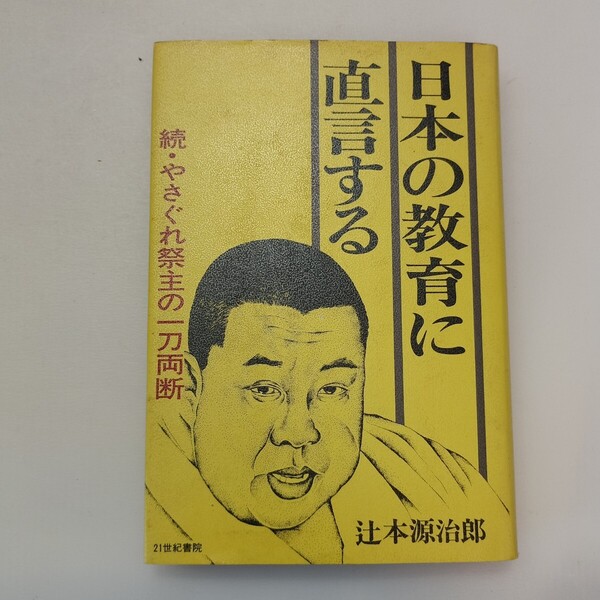 日本の教育に
直言する
続・やさぐれ祭主の一刀両断
辻本源治郎
21世紀書院